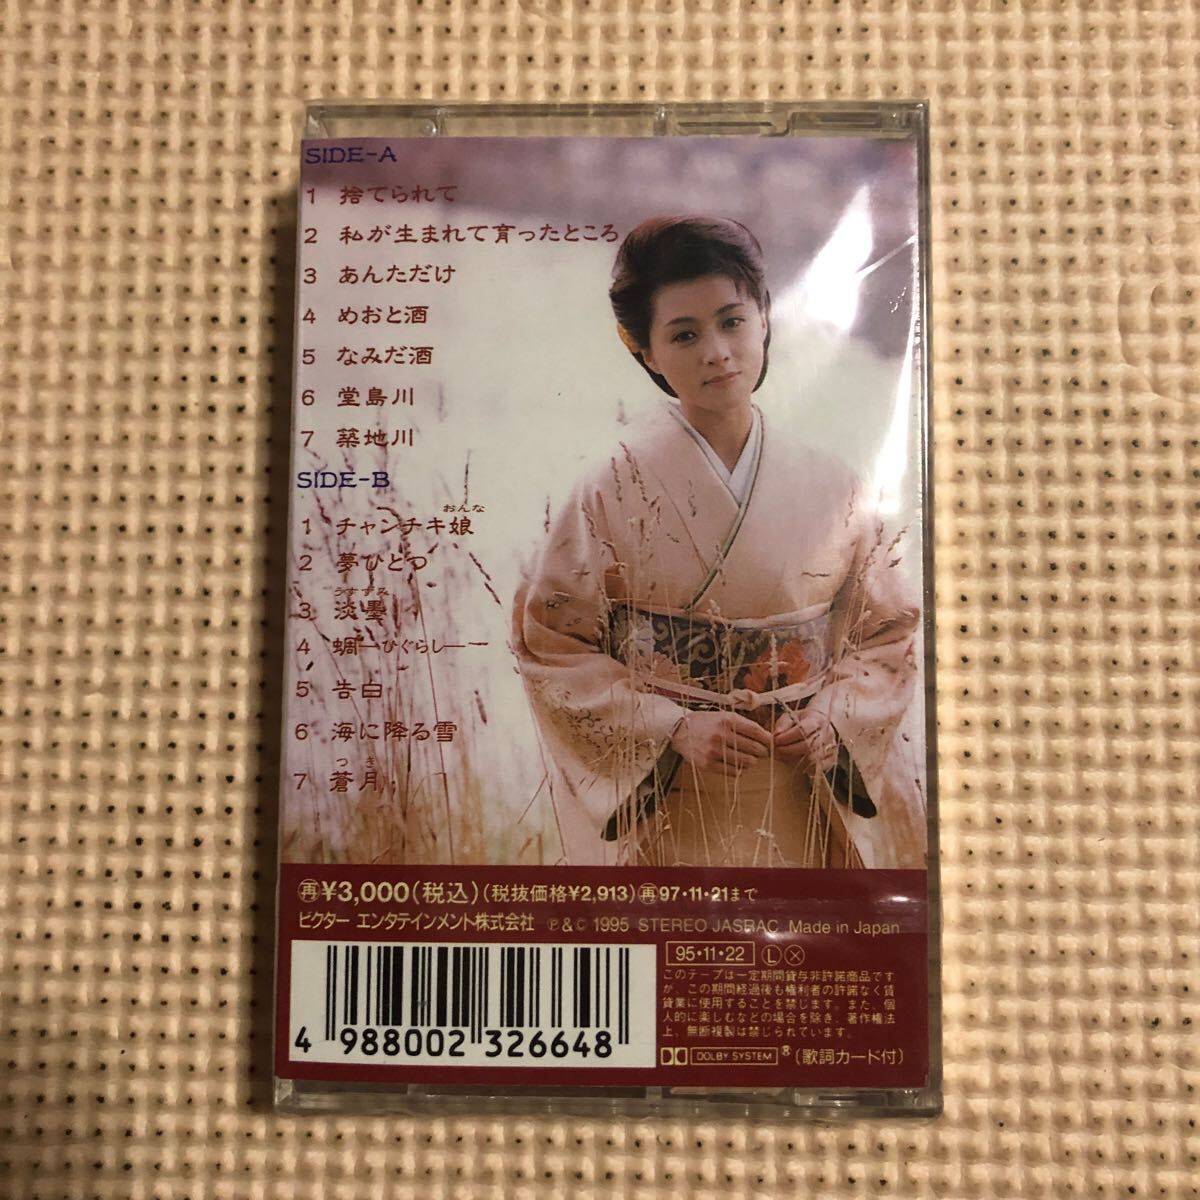 SIDE-A
1 捨てられて
2 私が生まれて育ったところ
3 あんただけ
4 めおと酒
5 なみだ酒
6 堂島川
7 築地川
SIDE-B
おんな
1 チャンチキ娘
2 夢ひとつ
うすずみ
3 淡墨
4 蜩―ひぐらし―
5 告白
6 海に降る雪
つき
7 蒼月
再¥3,000(税込)(税抜価格¥2,913)再97・11・21まで
ビクター エンタテインメント株式会社 ℗&© 1995 STEREO JASRAC Made in Japan
95・11・22 Ⓛ ⓧ
このテープは一定期間貸与非許諾商品です
が、この期間経過後も権利者の許諾なく賃
貸業に使用することを禁じます。また、個
人的に楽しむなどの場合を除き、著作権法
上、無断複製は禁じられています。
DOLBY SYSTEM ® (歌詞カード付)
4 988002 326648